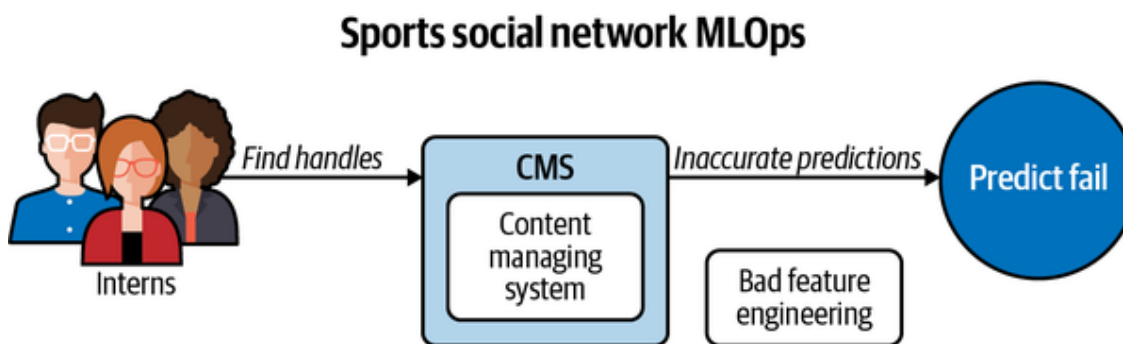 Sports social network MLOps
Find handles
Interns
CMS
Content
managing
system
Inaccurate predictions
Bad feature
engineering
Predict fail